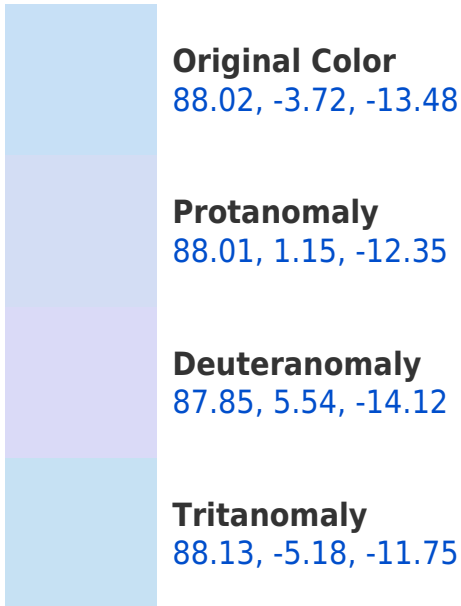 Original Color
88.02, -3.72, -13.48
Protanomaly
88.01, 1.15, -12.35
Deuteranomaly
87.85, 5.54, -14.12
Tritanomaly
88.13, -5.18, -11.75